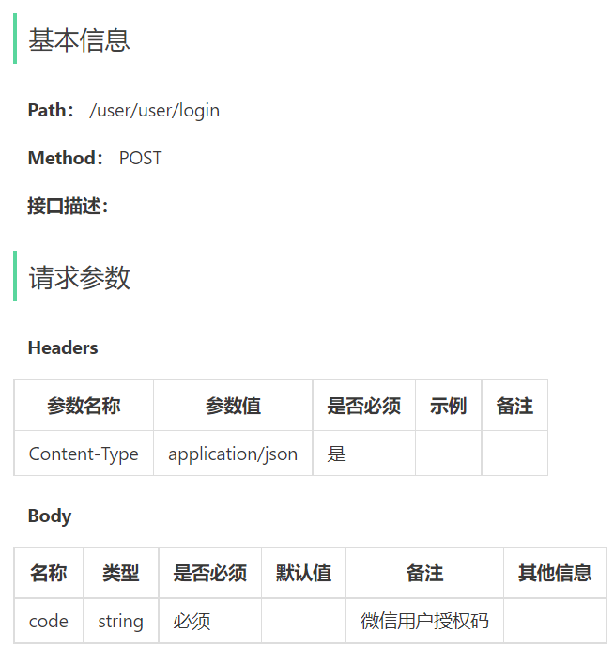 基本信息
Path： /user/user/login
Method： POST
接口描述：
请求参数
Headers
参数名称 参数值 是否必须 示例 备注
Content-Type application/json 是
Body
名称 类型 是否必须 默认值 备注 其他信息
code string 必须 微信用户授权码